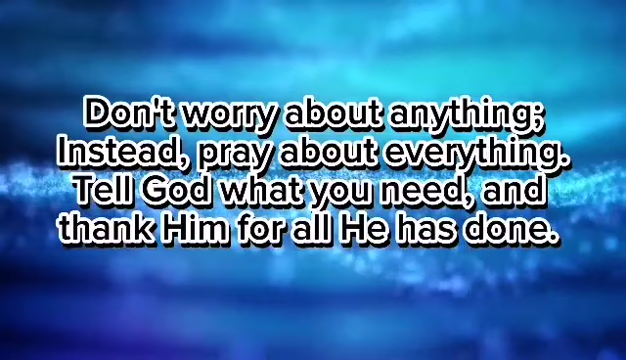 Don't worry about anything;
Instead, pray about everything.
Tell God what you need, and
thank Him for all He has done.